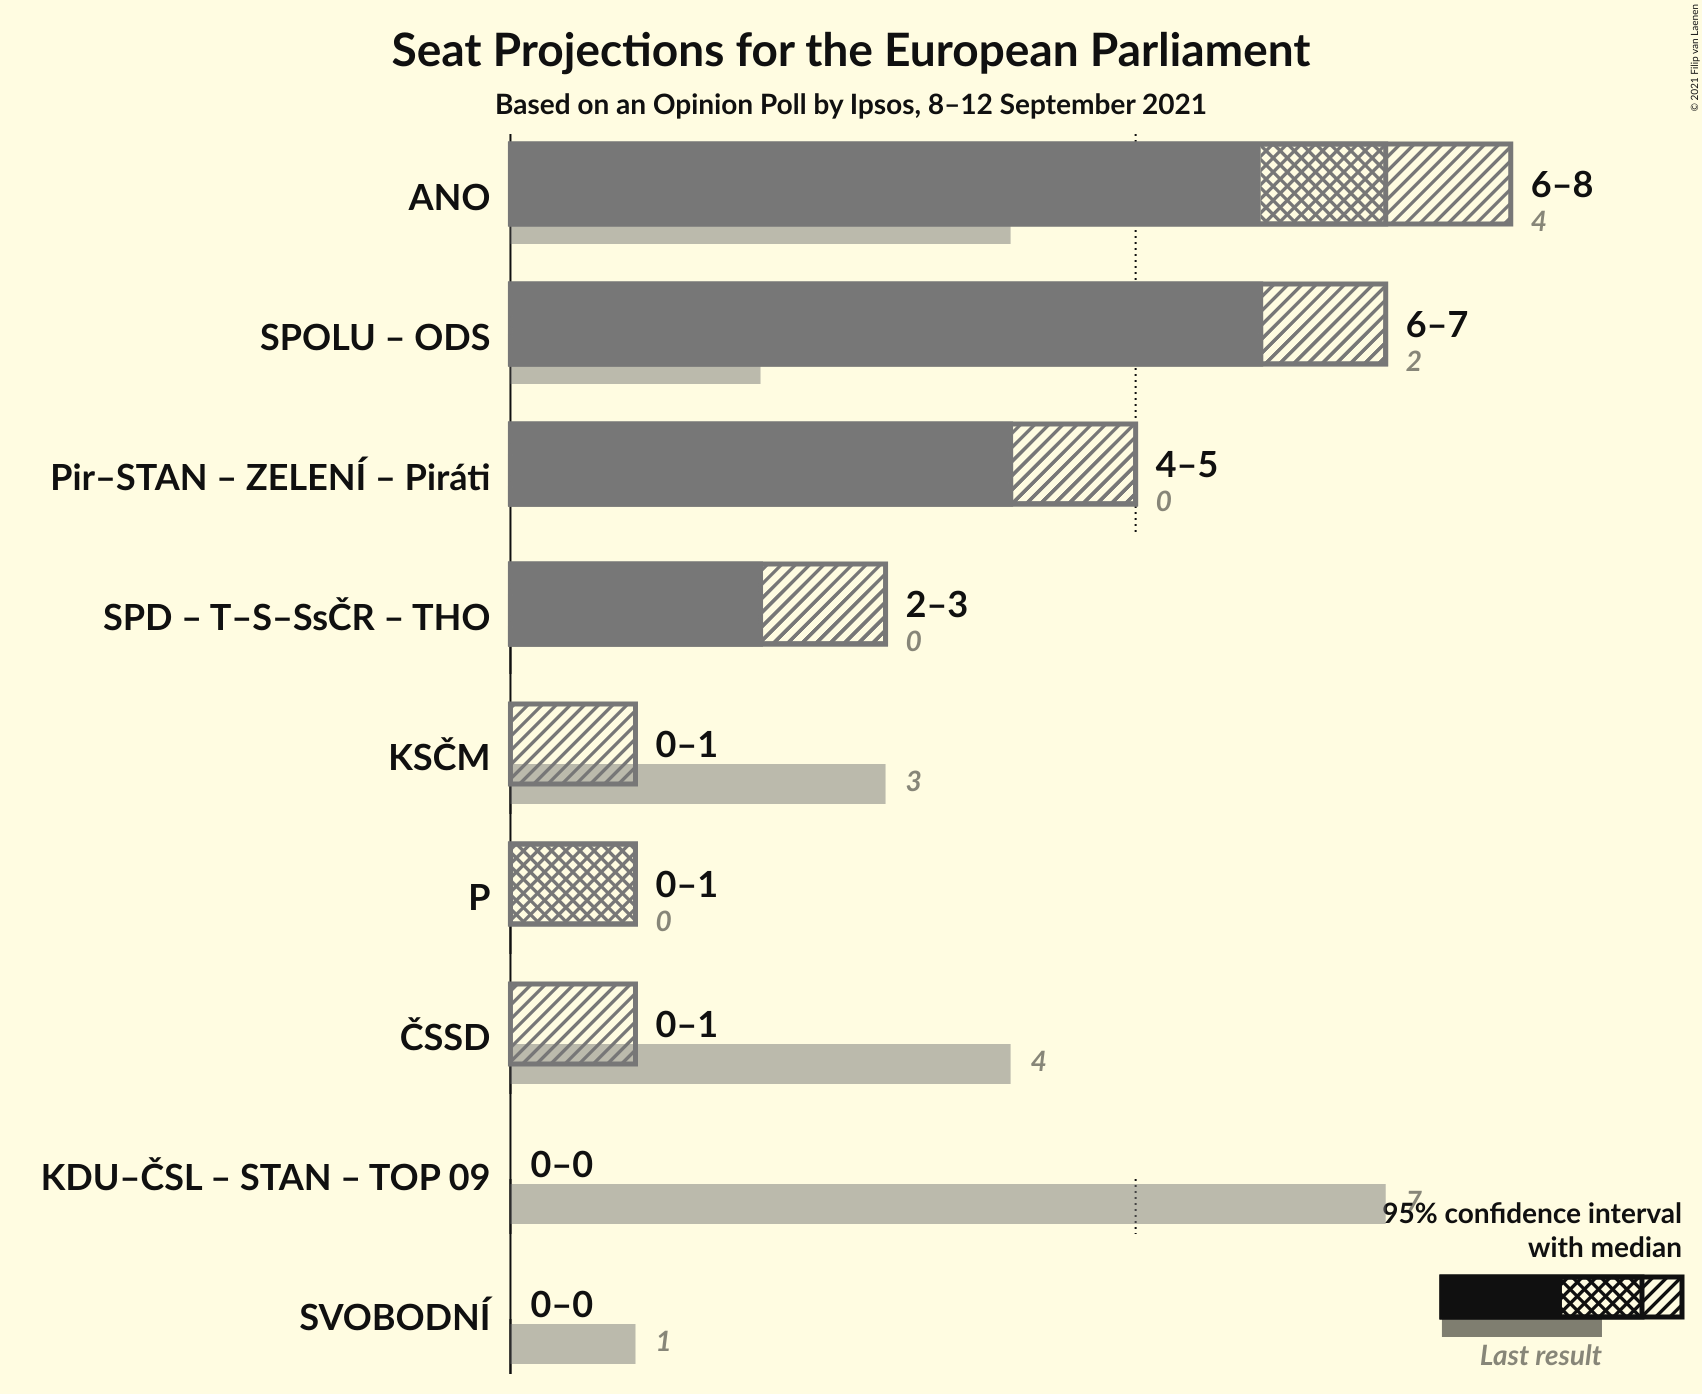 Seat Projections for the European Parliament
Based on an Opinion Poll by Ipsos, 8–12 September 2021
© 2021 Filip van Laenen
ANO
6–8
4
SPOLU – ODS
6–7
2
Pir–STAN – ZELENÍ – Piráti
4–5
0
SPD – T–S–SsČR – THO
2–3
0
KSČM
0–1
3
P
0–1
0
ČSSD
0–1
4
KDU–ČSL – STAN – TOP 09
0–0
7
SVOBODNÍ
0–0
1
95% confidence interval
with median
Last result